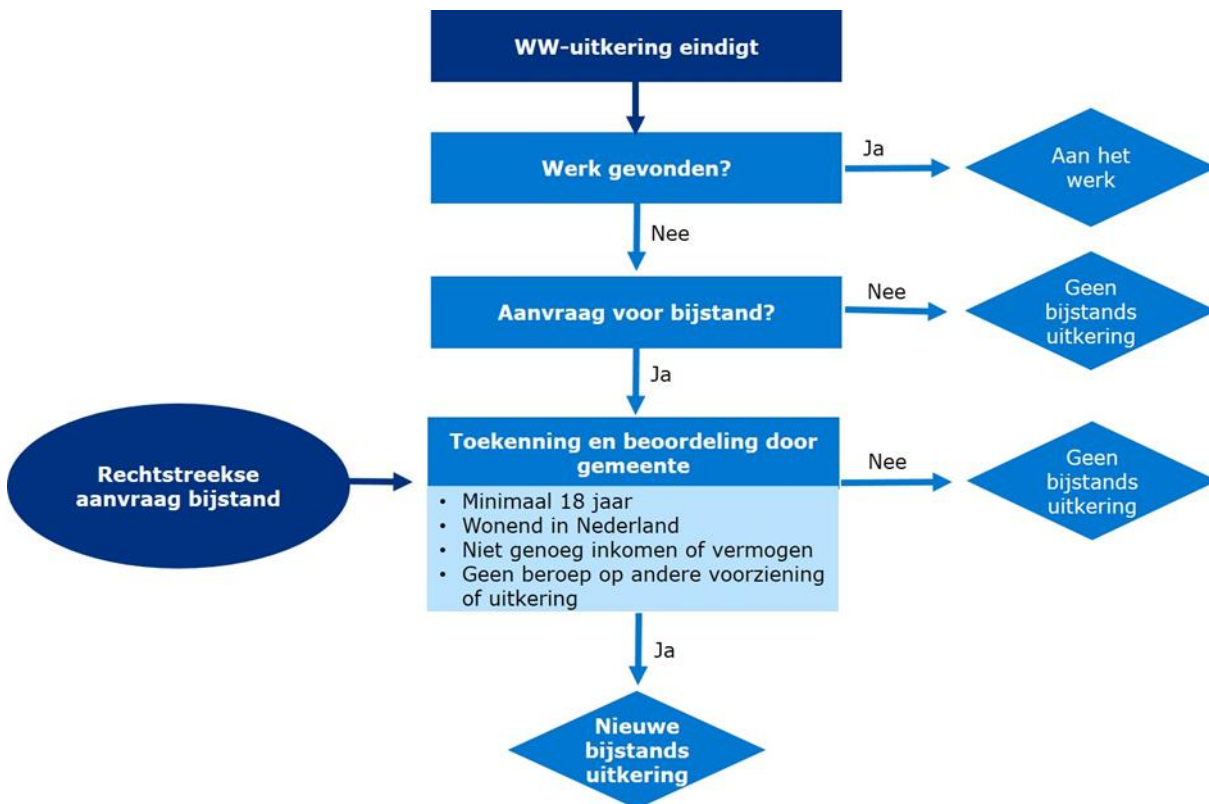 WW-uitkering eindigt
Werk gevonden?
Ja
Aan het
werk
Nee
Aanvraag voor bijstand?
Nee
Geen
bijstands
uitkering
Ja
Rechtstreekse
aanvraag bijstand
Toekenning en beoordeling door
gemeente
• Minimaal 18 jaar
• Wonend in Nederland
• Niet genoeg inkomen of vermogen
• Geen beroep op andere voorziening
of uitkering
Nee
Geen
bijstands
uitkering
Ja
Nieuwe
bijstands
uitkering